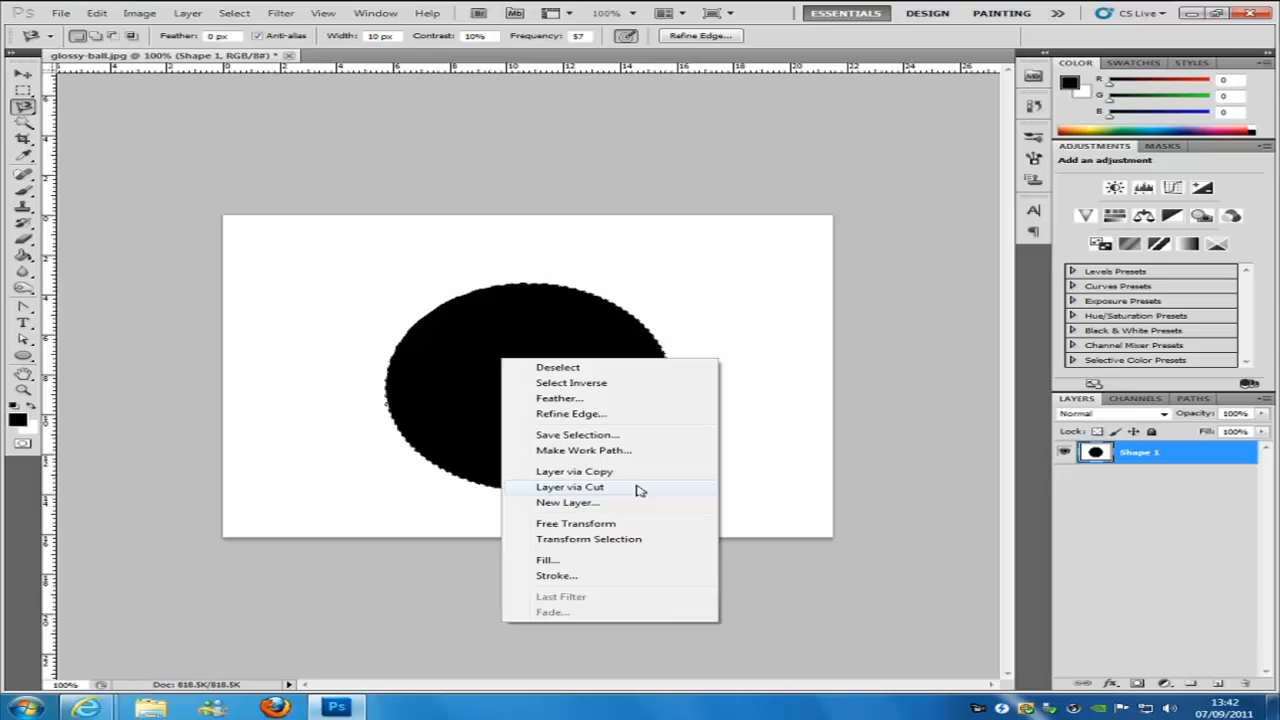 Ps File Edit Image Layer Select Filter View Window Help Br Mb 100% ESSENTIALS DESIGN PAINTING CS Live
Feather: 0 px Anti-alias Width: 10 px Contrast: 10% Frequency: 57 Refine Edge...
glossy-ball.jpg @ 100% (Shape 1, RGB/8#) *
COLOR SWATCHES STYLES
R 0
G 0
B 0
ADJUSTMENTS MASKS
Add an adjustment
Levels Presets
Curves Presets
Exposure Presets
Hue/Saturation Presets
Black & White Presets
Channel Mixer Presets
Selective Color Presets
LAYERS CHANNELS PATHS
Normal Opacity: 100%
Lock: Fill: 100%
Shape 1
Deselect
Select Inverse
Feather...
Refine Edge...
Save Selection...
Make Work Path...
Layer via Copy
Layer via Cut
New Layer...
Free Transform
Transform Selection
Fill...
Stroke...
Last Filter
Fade...
100% Doc: 818.5K/818.5K
Ps
13:42
07/09/2011